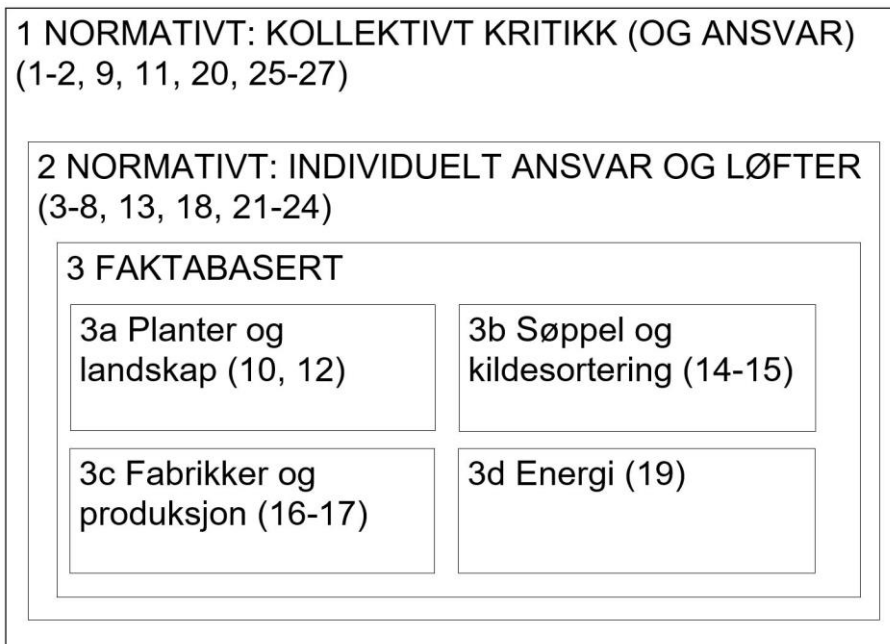 1 NORMATIVT: KOLLEKTIVT KRITIKK (OG ANSVAR)
(1-2, 9, 11, 20, 25-27)
2 NORMATIVT: INDIVIDUELT ANSVAR OG LØFTER
(3-8, 13, 18, 21-24)
3 FAKTABASERT
3a Planter og
landskap (10, 12)
3b Søppel og
kildesortering (14-15)
3c Fabrikker og
produksjon (16-17)
3d Energi (19)